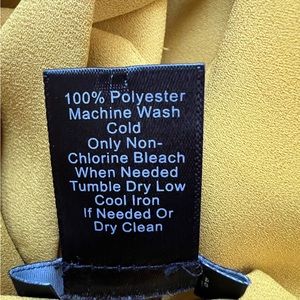 100% Polyester
Machine Wash
Cold
Only Non-
Chlorine Bleach
When Needed
Tumble Dry Low
Cool Iron
If Needed Or
Dry Clean